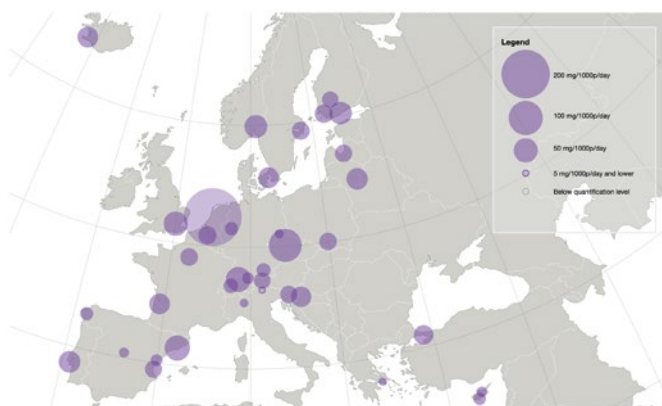 Legend
200 mg/1000p/day
100 mg/1000p/day
50 mg/1000p/day
5 mg/1000p/day and lower
Below quantification level